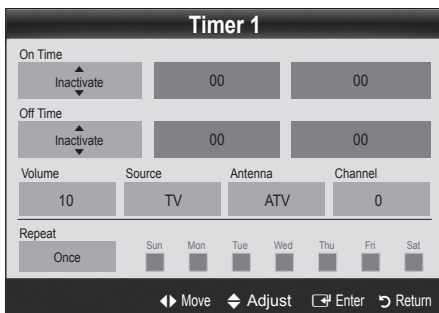 Timer 1
On Time
Inactivate 00 00
Off Time
Inactivate 00 00
Volume Source Antenna Channel
10 TV ATV 0
Repeat
Sun Mon Tue Wed Thu Fri Sat
Once
Move Adjust Enter Return